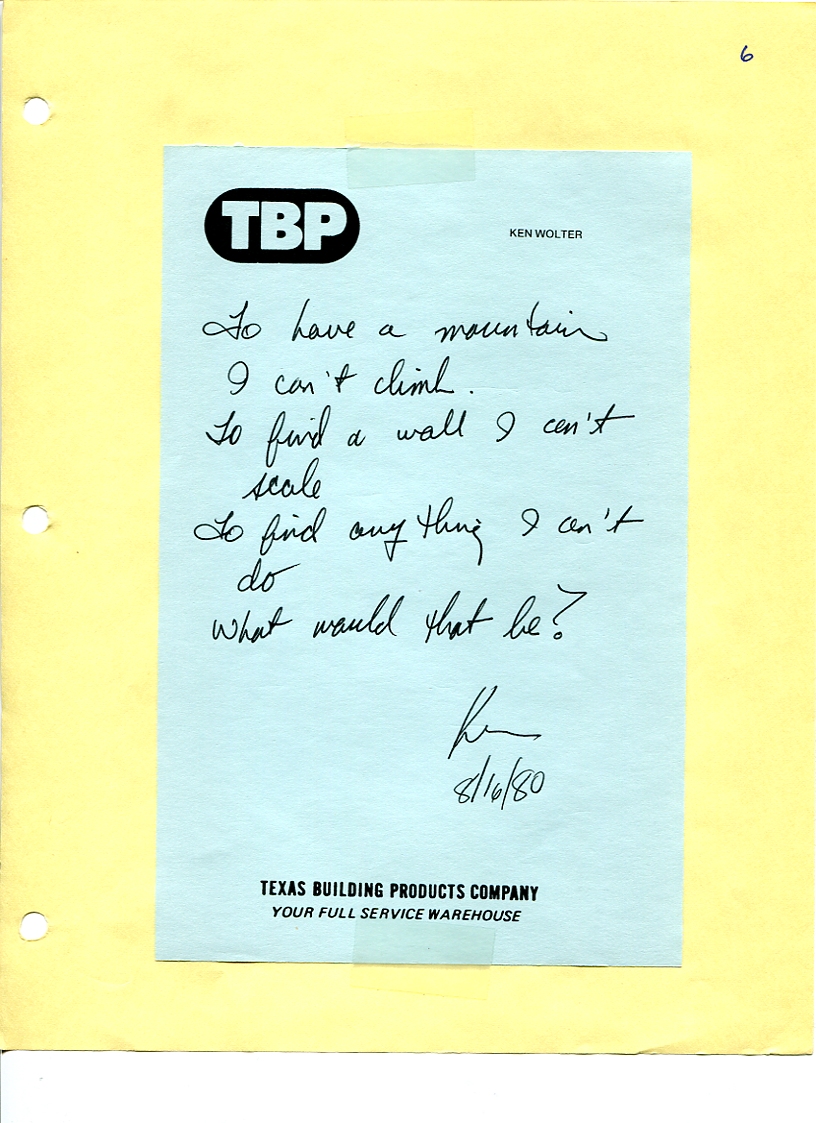 6
TBP
KEN WOLTER
To have a mountain
I can't climb.
To find a wall I can't
scale
To find any thing I can't
do
What would that be?
Ken
8/16/80
TEXAS BUILDING PRODUCTS COMPANY
YOUR FULL SERVICE WAREHOUSE